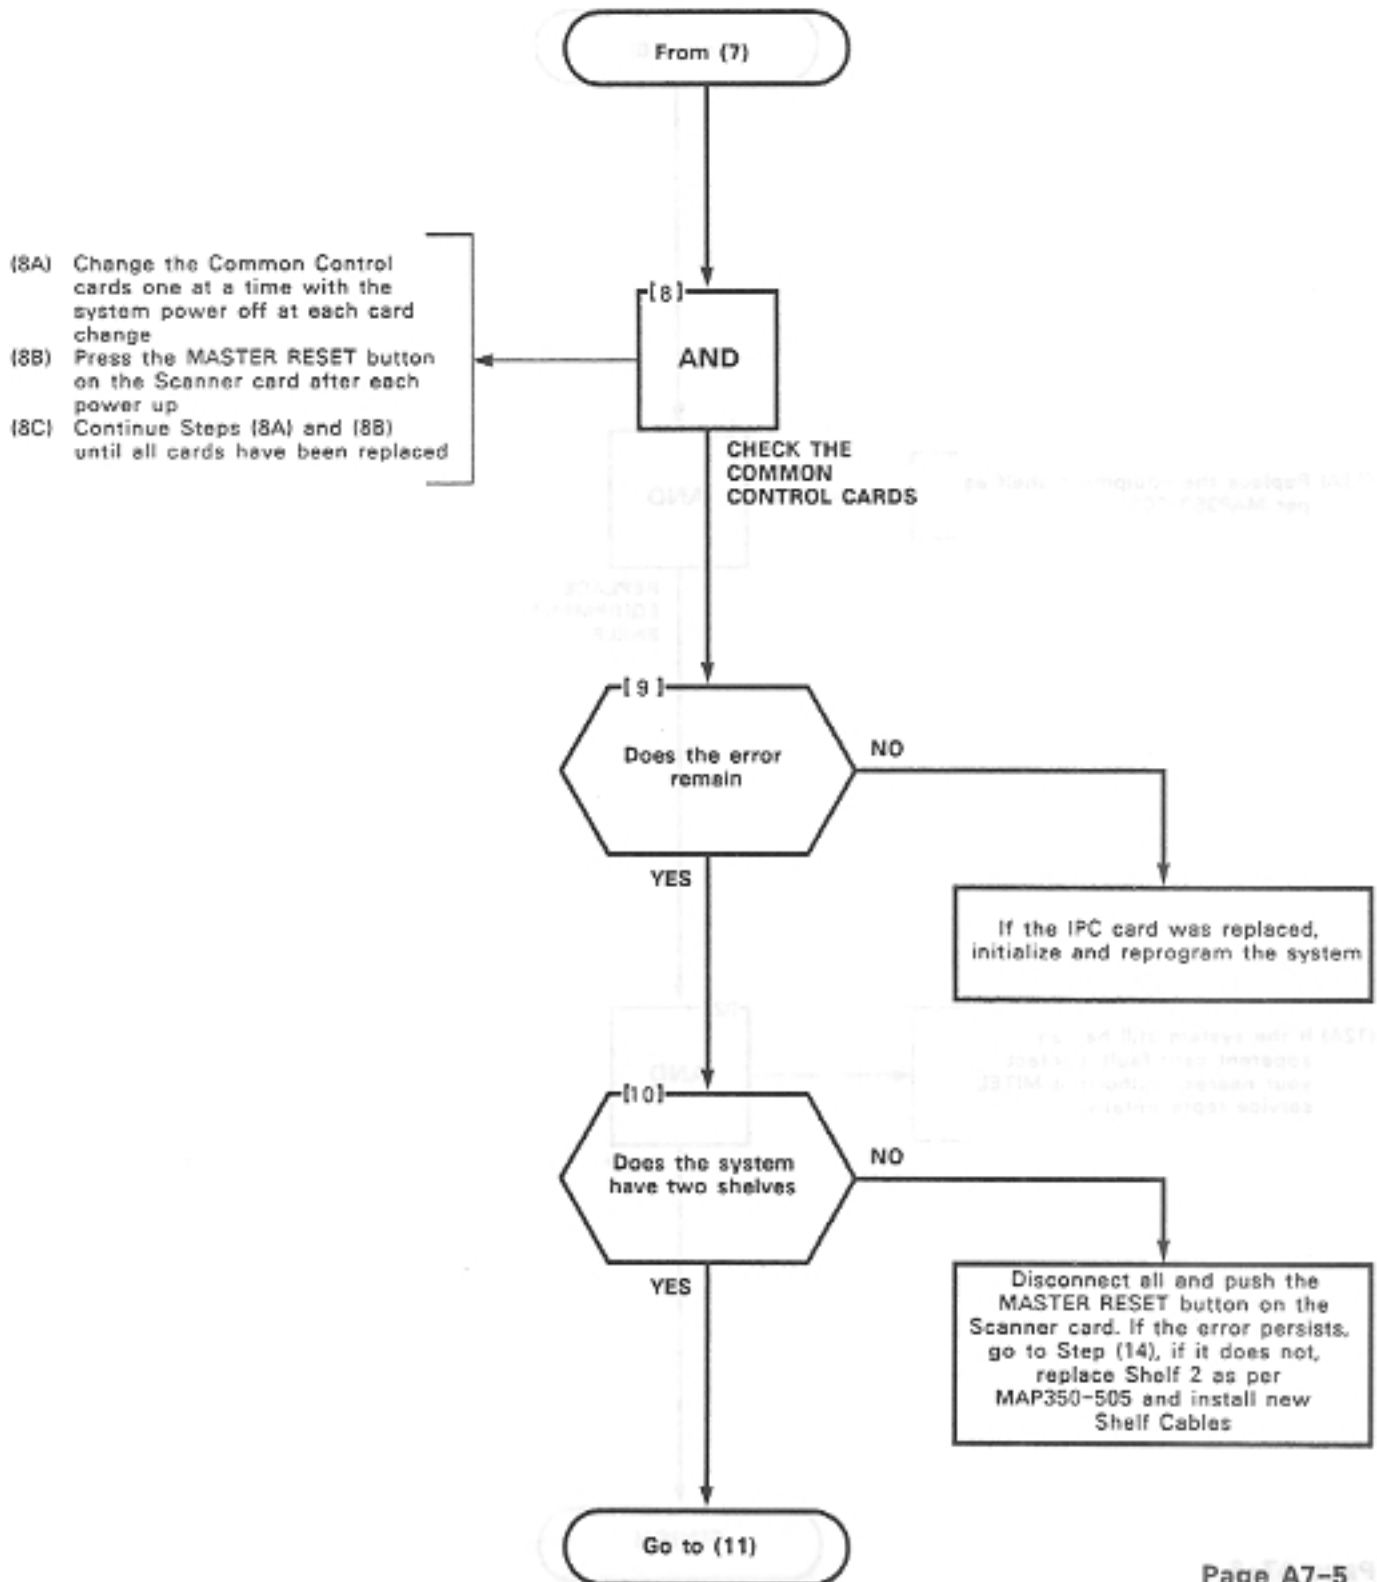 From (7)
(8A) Change the Common Control
cards one at a time with the
system power off at each card
change
(8B) Press the MASTER RESET button
on the Scanner card after each
power up
(8C) Continue Steps (8A) and (8B)
until all cards have been replaced
[8]
AND
CHECK THE
COMMON
CONTROL CARDS
[9]
Does the error
remain
NO
YES
If the IPC card was replaced,
initialize and reprogram the system
[10]
Does the system
have two shelves
NO
YES
Disconnect all and push the
MASTER RESET button on the
Scanner card. If the error persists,
go to Step (14), if it does not,
replace Shelf 2 as per
MAP350-505 and install new
Shelf Cables
Go to (11)
Page A7-5